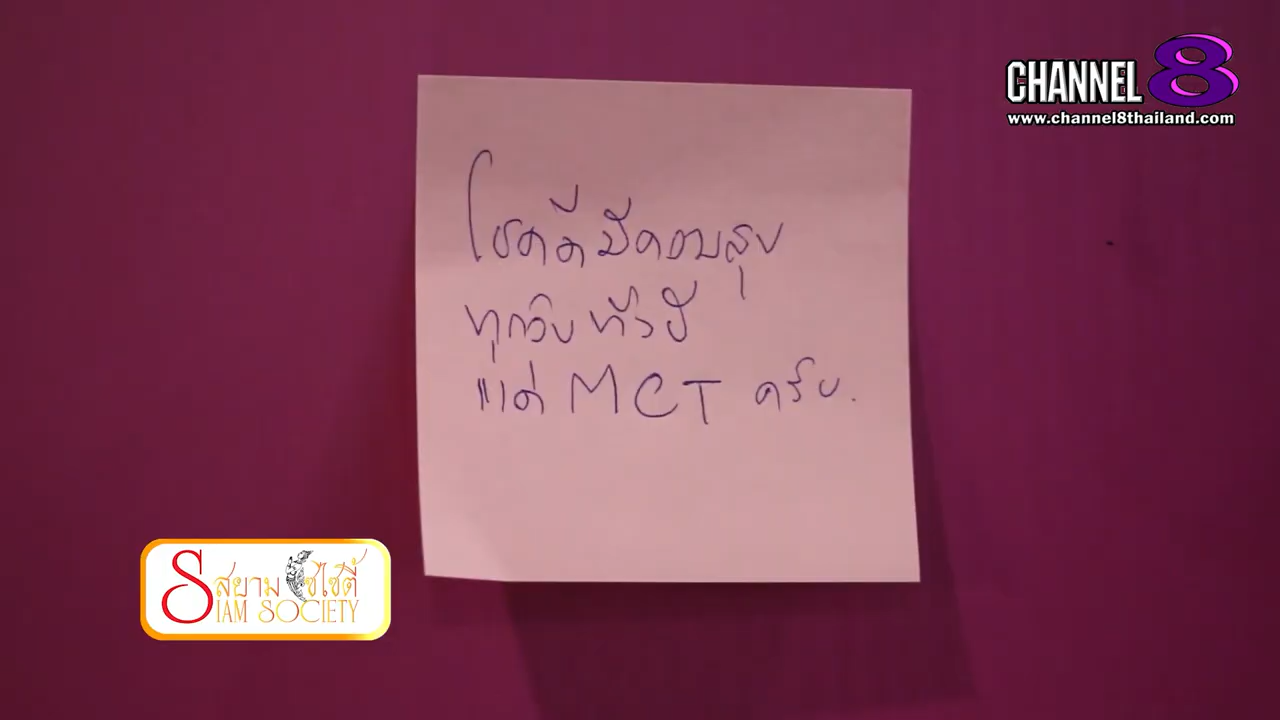 CHANNEL 8
www.channel8thailand.com
โชคดีมีความสุข
ทุกวัน ทั้งปี
แด่ MCT ครับ.
สยามโซไซตี้
SIAM SOCIETY